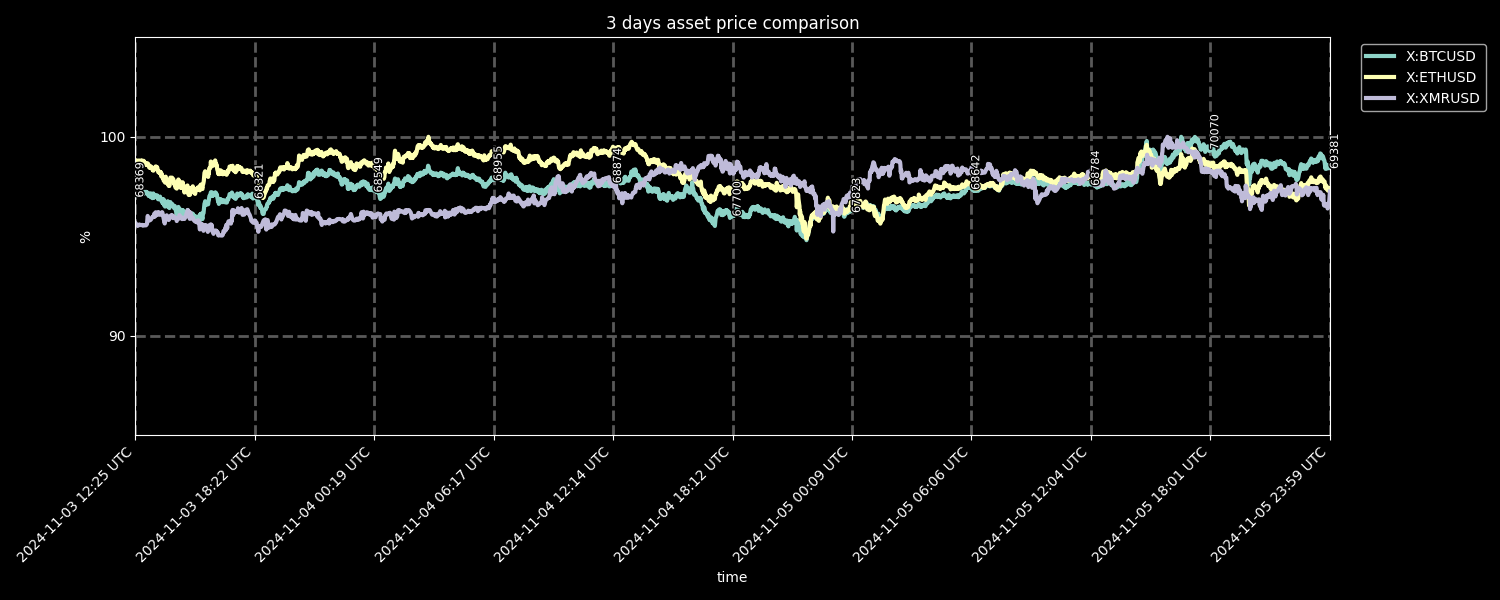 3 days asset price comparison
X:BTCUSD
X:ETHUSD
X:XMRUSD
100
90
%
68369
68321
68549
68955
68874
67700
67823
68642
68784
70070
69381
2024-11-03 12:25 UTC
2024-11-03 18:22 UTC
2024-11-04 00:19 UTC
2024-11-04 06:17 UTC
2024-11-04 12:14 UTC
2024-11-04 18:12 UTC
2024-11-05 00:09 UTC
2024-11-05 06:06 UTC
2024-11-05 12:04 UTC
2024-11-05 18:01 UTC
2024-11-05 23:59 UTC
time